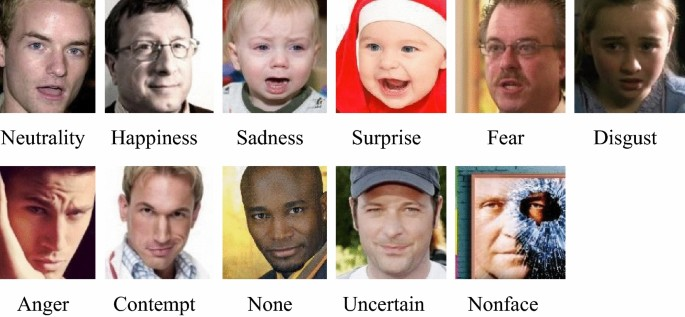 Neutrality Happiness Sadness Surprise Fear Disgust
Anger Contempt None Uncertain Nonface